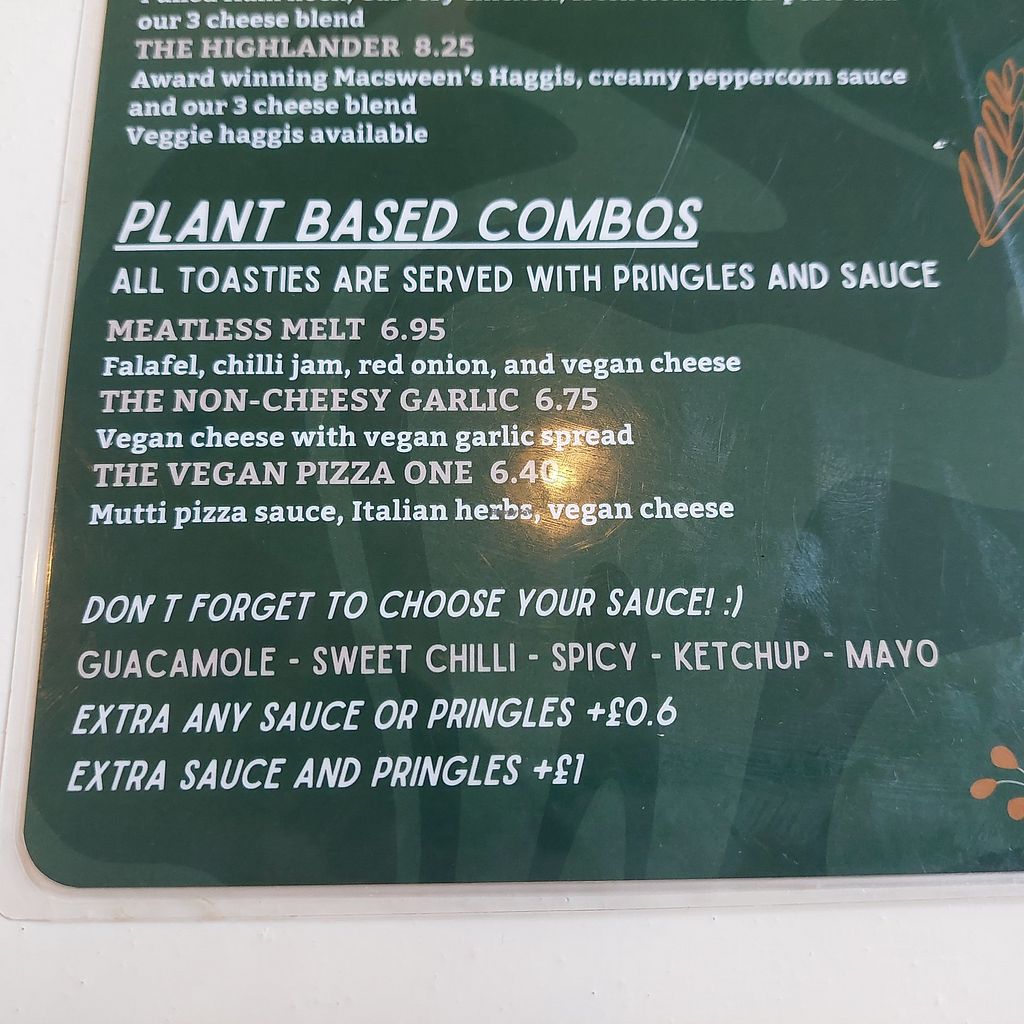 our 3 cheese blend
THE HIGHLANDER 8.25
Award winning Macsween's Haggis, creamy peppercorn sauce
and our 3 cheese blend
Veggie haggis available
PLANT BASED COMBOS
ALL TOASTIES ARE SERVED WITH PRINGLES AND SAUCE
MEATLESS MELT 6.95
Falafel, chilli jam, red onion, and vegan cheese
THE NON-CHEESY GARLIC 6.75
Vegan cheese with vegan garlic spread
THE VEGAN PIZZA ONE 6.40
Mutti pizza sauce, Italian herbs, vegan cheese
DON'T FORGET TO CHOOSE YOUR SAUCE! :)
GUACAMOLE - SWEET CHILLI - SPICY - KETCHUP - MAYO
EXTRA ANY SAUCE OR PRINGLES +£0.6
EXTRA SAUCE AND PRINGLES +£1